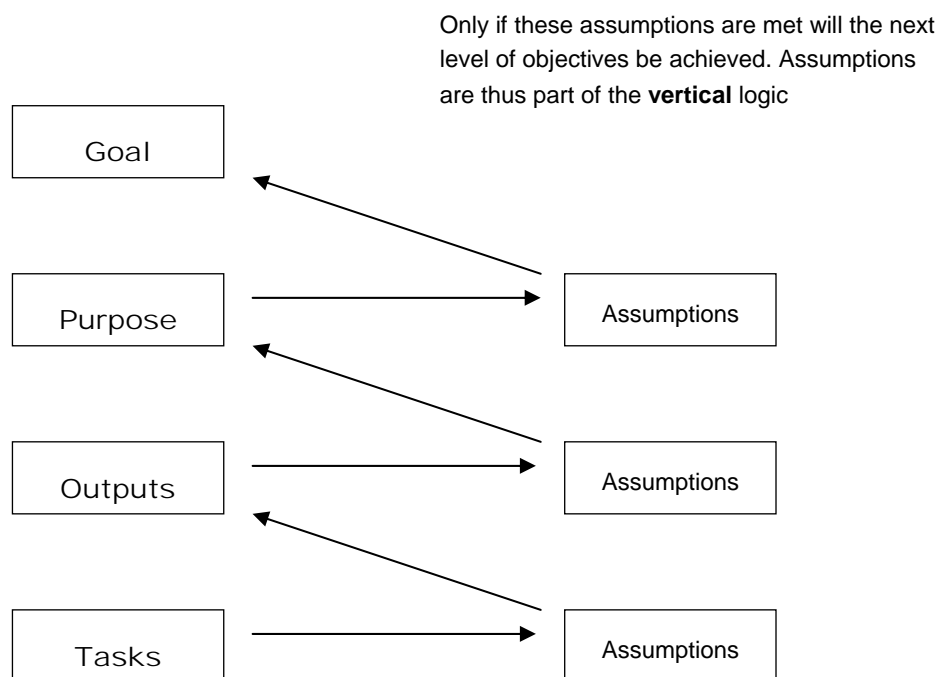 Only if these assumptions are met will the next
level of objectives be achieved. Assumptions
are thus part of the vertical logic
Goal
Purpose
Assumptions
Outputs
Assumptions
Tasks
Assumptions